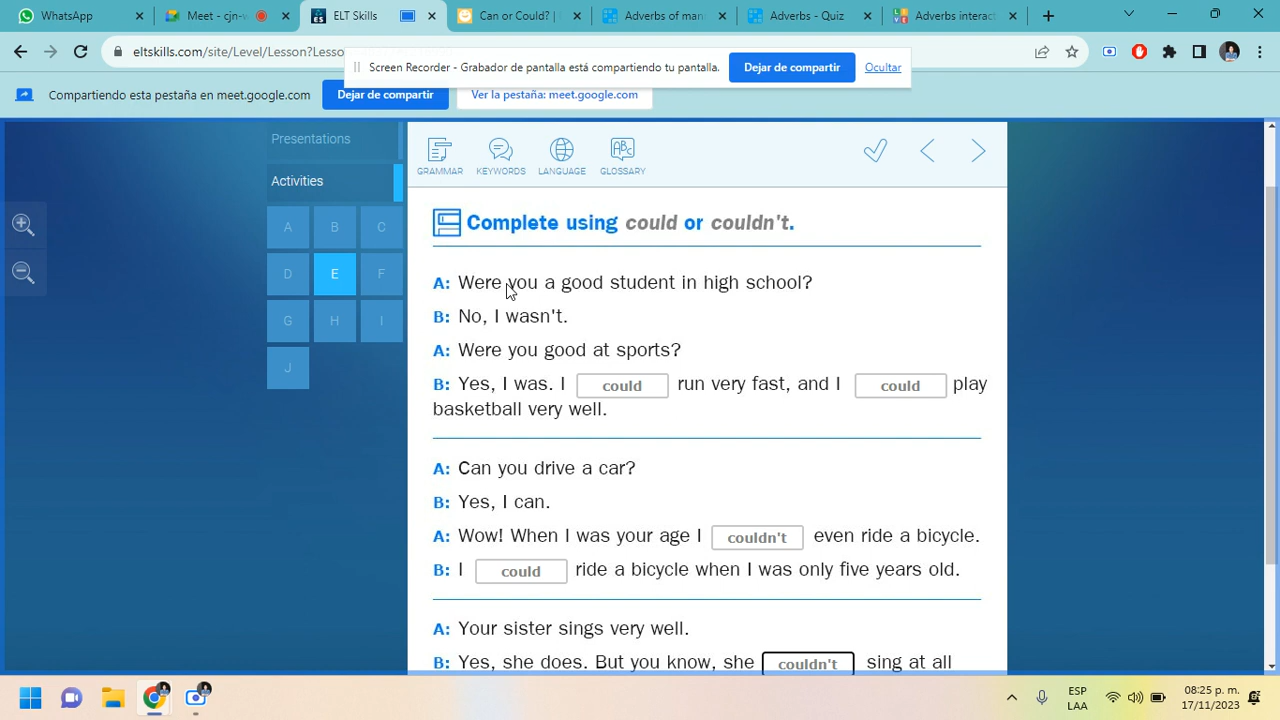 WhatsApp
Meet - cjn-w
ELT Skills
Can or Could? |
Adverbs of man
Adverbs - Quiz
Adverbs interact
eltskills.com/site/Level/Lesson?Lesso
Screen Recorder - Grabador de pantalla está compartiendo tu pantalla.
Dejar de compartir
Ocultar
Compartiendo esta pestaña en meet.google.com
Dejar de compartir
Ver la pestaña: meet.google.com
Presentations
Activities
A B C
D E F
G H I
J
GRAMMAR
KEYWORDS
LANGUAGE
ABC
GLOSSARY
Complete using could or couldn't.
A: Were you a good student in high school?
B: No, I wasn't.
A: Were you good at sports?
B: Yes, I was. I could run very fast, and I could play
basketball very well.
A: Can you drive a car?
B: Yes, I can.
A: Wow! When I was your age I couldn't even ride a bicycle.
B: I could ride a bicycle when I was only five years old.
A: Your sister sings very well.
B: Yes, she does. But you know, she couldn't sing at all
ESP
LAA
08:25 p. m.
17/11/2023